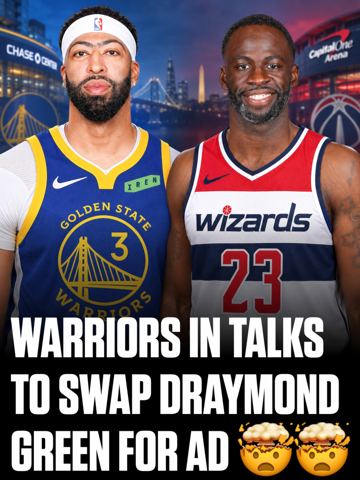 CHASE CENTER
Capital One
Arena
IREN
GOLDEN STATE
3
WARRIORS
wizards
23
WARRIORS IN TALKS
TO SWAP DRAYMOND
GREEN FOR AD 🤯🤯